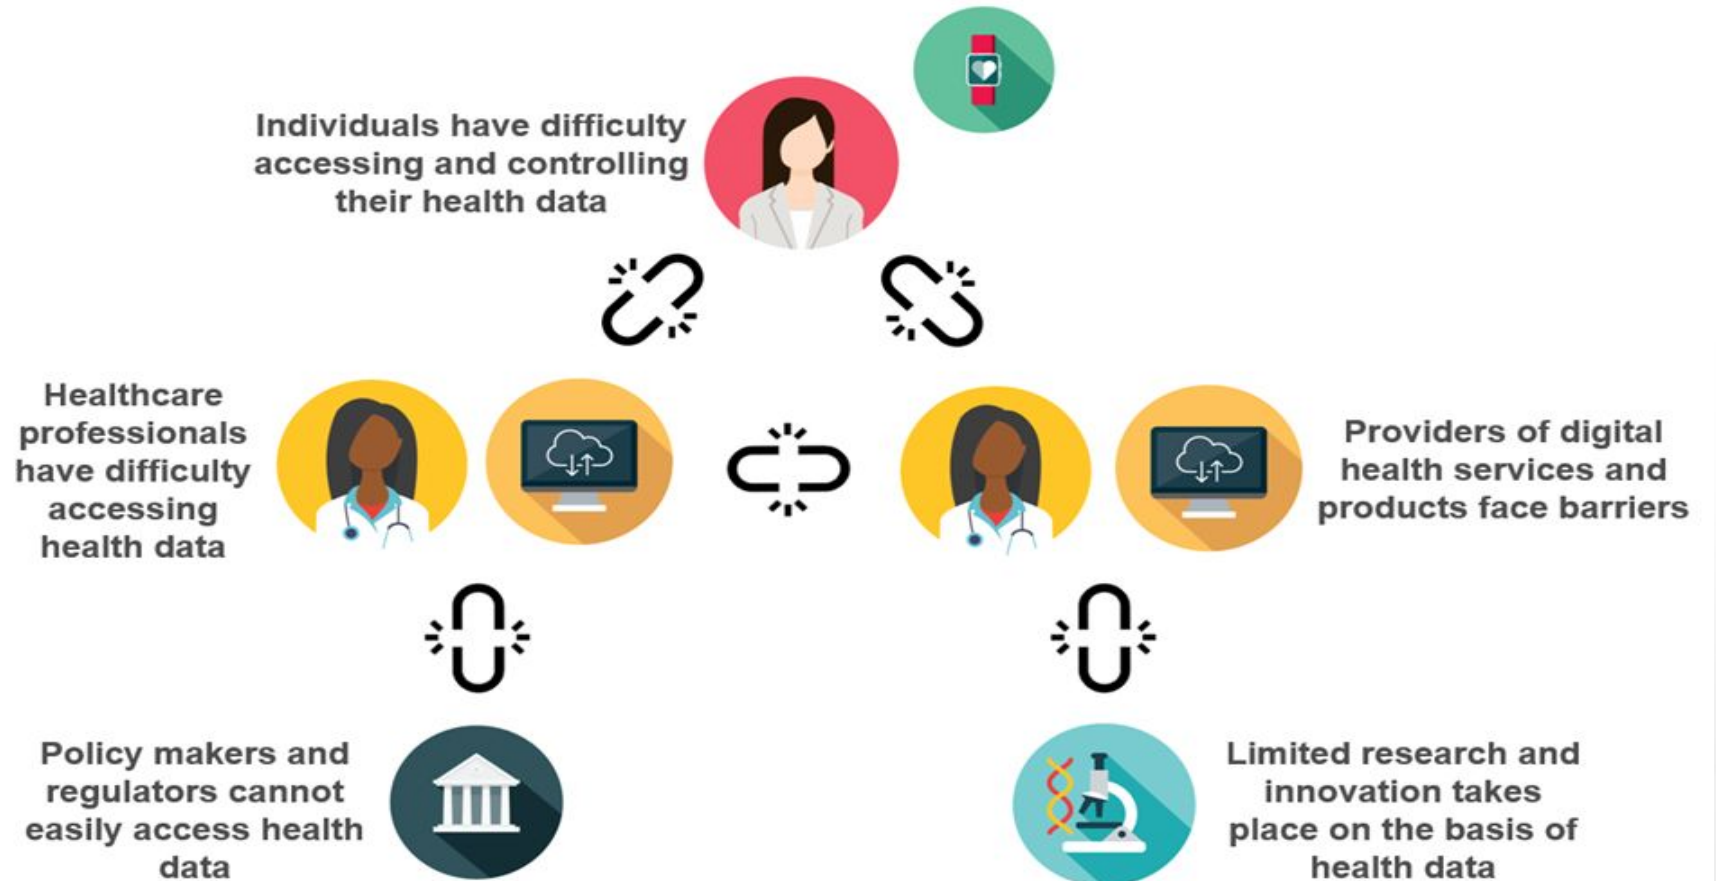 Individuals have difficulty
accessing and controlling
their health data
Healthcare
professionals
have difficulty
accessing
health data
Providers of digital
health services and
products face barriers
Policy makers and
regulators cannot
easily access health
data
Limited research and
innovation takes
place on the basis of
health data